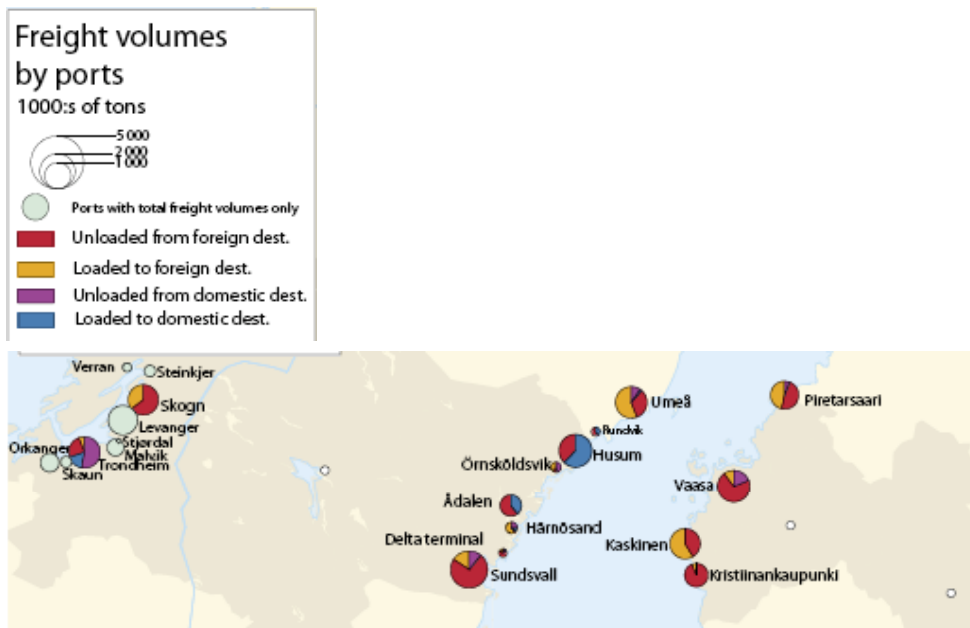 Freight volumes
by ports
1000:s of tons
5 000
2 000
1 000
Ports with total freight volumes only
Unloaded from foreign dest.
Loaded to foreign dest.
Unloaded from domestic dest.
Loaded to domestic dest.
Verran
Steinkjer
Skogn
Levanger
Stjørdal
Malvik
Orkanger
Trondheim
Skaun
Umeå
Rundvik
Husum
Örnsköldsvik
Ådalen
Härnösand
Delta terminal
Sundsvall
Piretarsaari
Vaasa
Kaskinen
Kristiinankaupunki